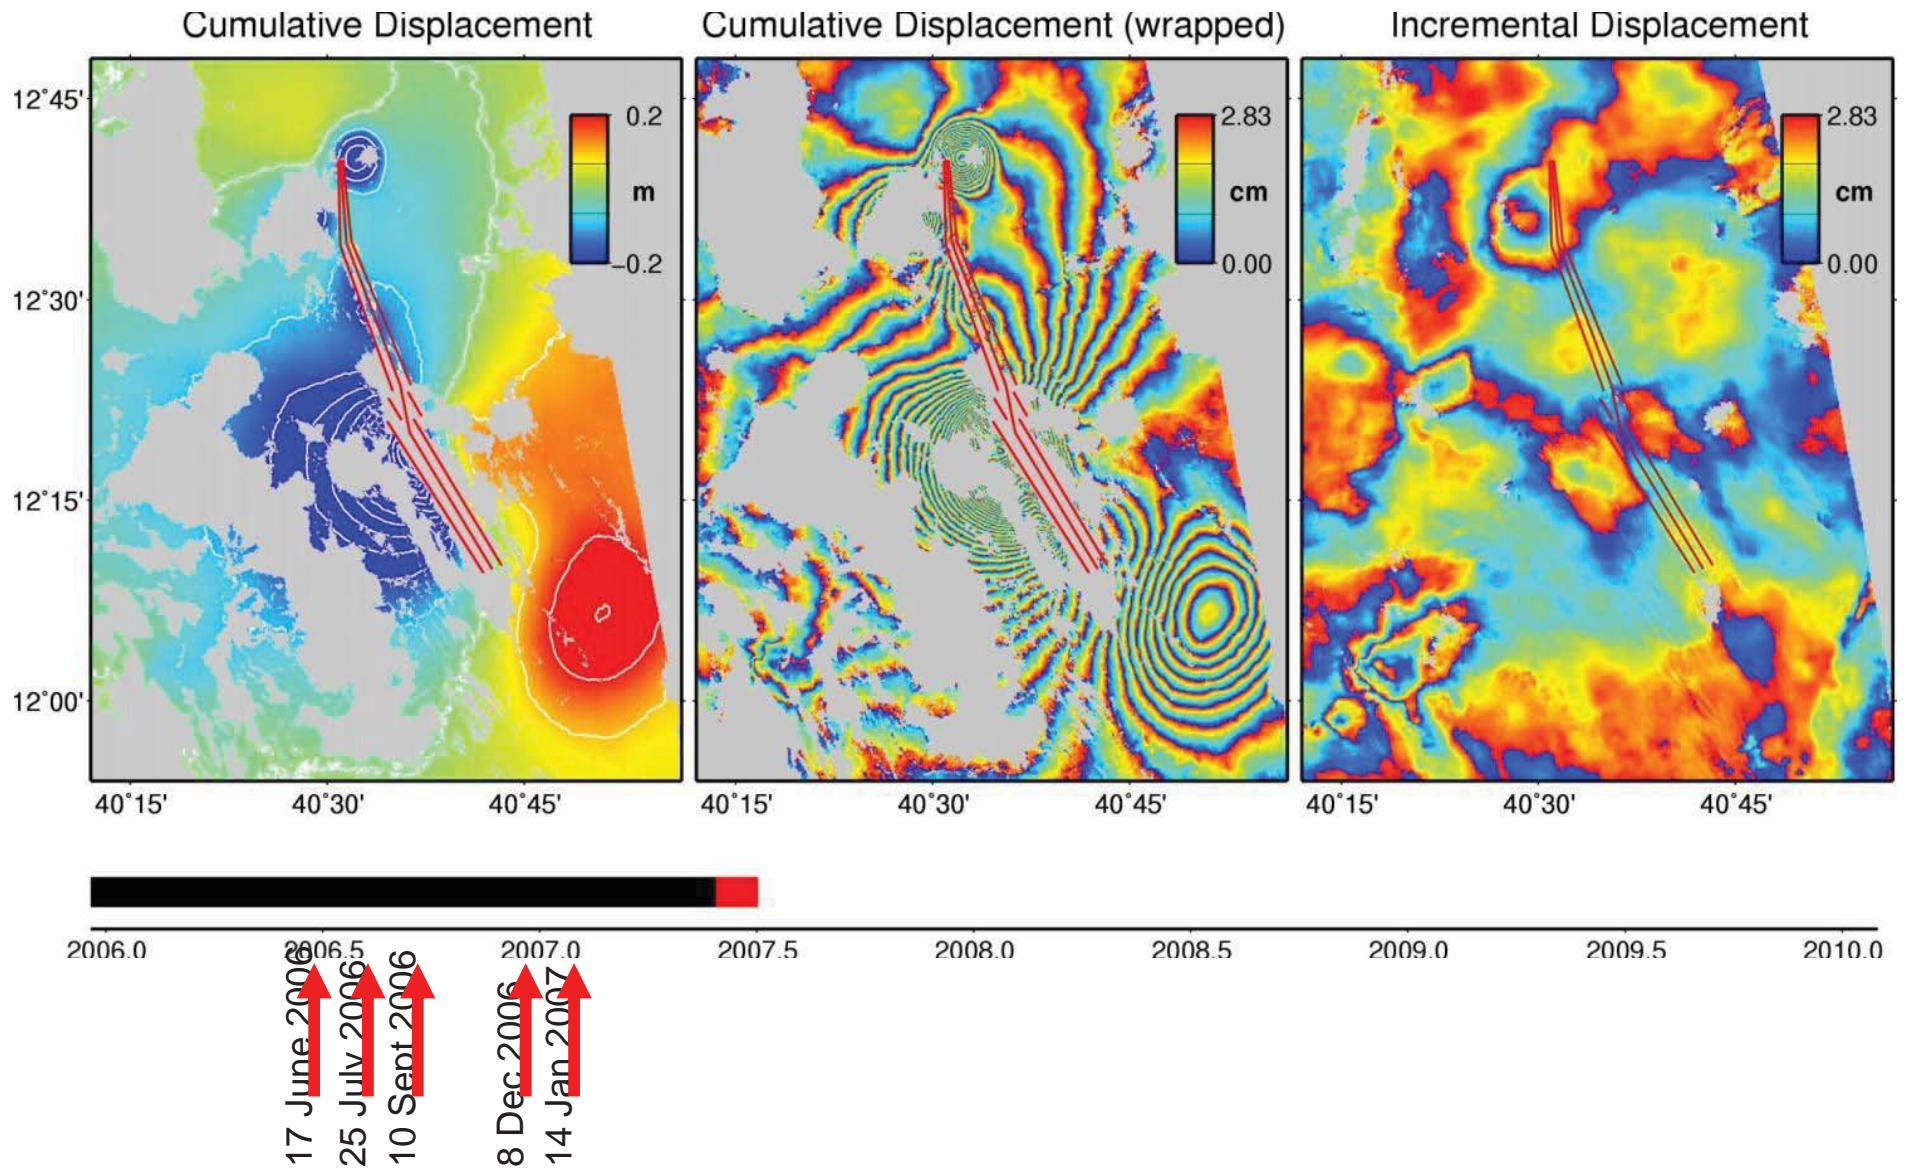 Cumulative Displacement
Cumulative Displacement (wrapped)
Incremental Displacement
12°45'
12°30'
12°15'
12°00'
0.2
m
−0.2
2.83
cm
0.00
2.83
cm
0.00
40°15'
40°30'
40°45'
40°15'
40°30'
40°45'
40°15'
40°30'
40°45'
2006.0
2006.5
2007.0
2007.5
2008.0
2008.5
2009.0
2009.5
2010.0
17 June 2006
25 July 2006
10 Sept 2006
8 Dec 2006
14 Jan 2007